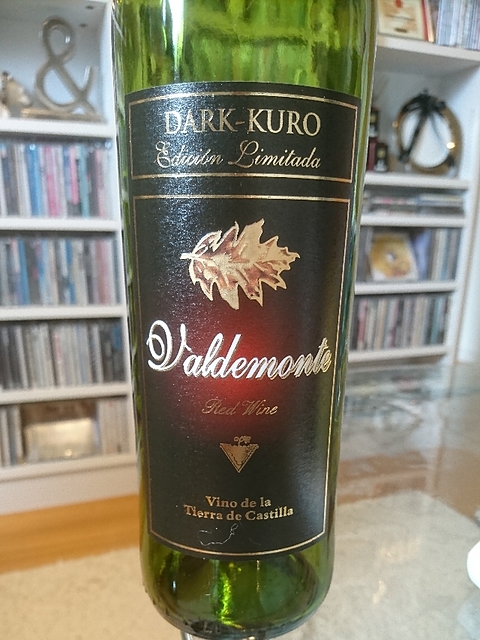 DARK-KURO
Edición Limitada
Valdemonte
Red Wine
Vino de la
Tierra de Castilla